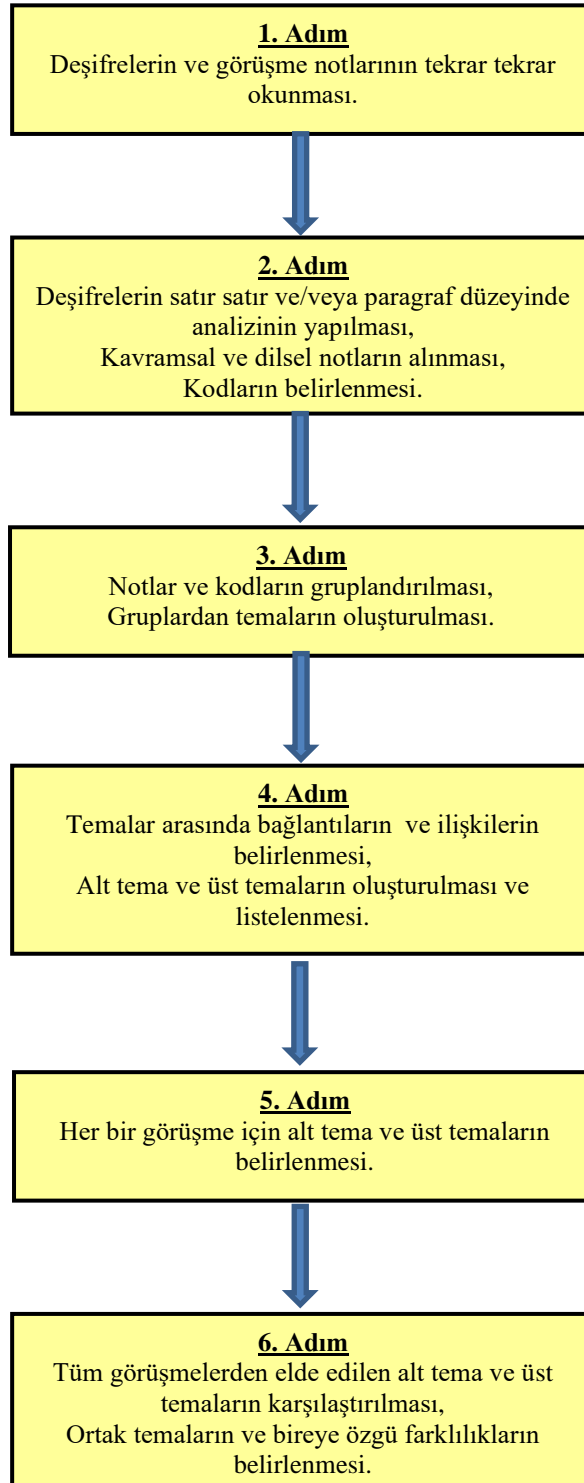 1. Adım
Deşifrelerin ve görüşme notlarının tekrar tekrar
okunması.
2. Adım
Deşifrelerin satır satır ve/veya paragraf düzeyinde
analizinin yapılması,
Kavramsal ve dilsel notların alınması,
Kodların belirlenmesi.
3. Adım
Notlar ve kodların gruplandırılması,
Gruplardan temaların oluşturulması.
4. Adım
Temalar arasında bağlantıların ve ilişkilerin
belirlenmesi,
Alt tema ve üst temaların oluşturulması ve
listelenmesi.
5. Adım
Her bir görüşme için alt tema ve üst temaların
belirlenmesi.
6. Adım
Tüm görüşmelerden elde edilen alt tema ve üst
temaların karşılaştırılması,
Ortak temaların ve bireye özgü farklılıkların
belirlenmesi.